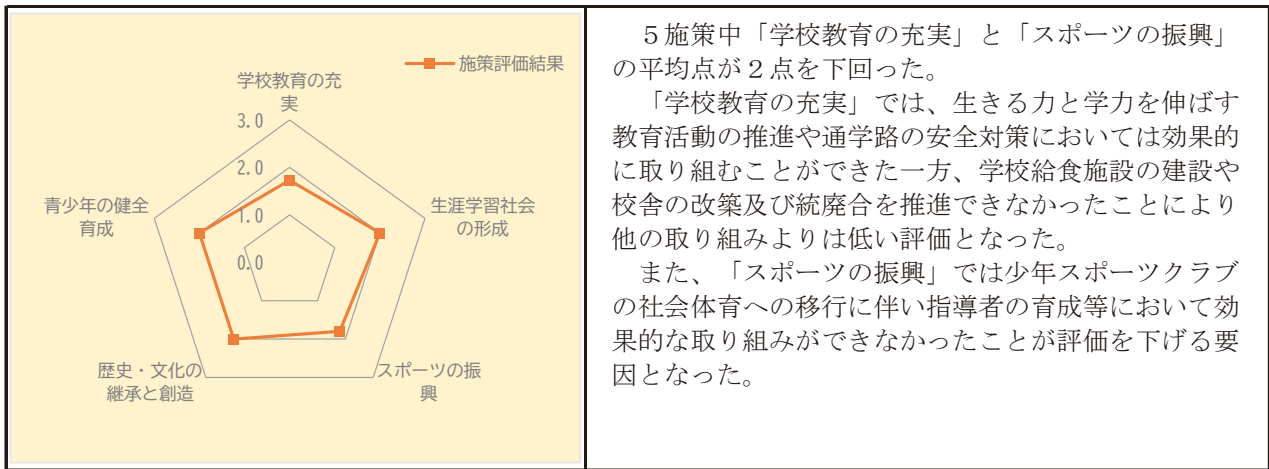 施策評価結果
学校教育の充
実
3.0
2.0
1.0
0.0
生涯学習社会
の形成
スポーツの振
興
歴史・文化の
継承と創造
青少年の健全
育成
　５施策中「学校教育の充実」と「スポーツの振興」
の平均点が２点を下回った。
　「学校教育の充実」では、生きる力と学力を伸ばす
教育活動の推進や通学路の安全対策においては効果的
に取り組むことができた一方、学校給食施設の建設や
校舎の改築及び統廃合を推進できなかったことにより
他の取り組みよりは低い評価となった。
　また、「スポーツの振興」では少年スポーツクラブ
の社会体育への移行に伴い指導者の育成等において効
果的な取り組みができなかったことが評価を下げる要
因となった。